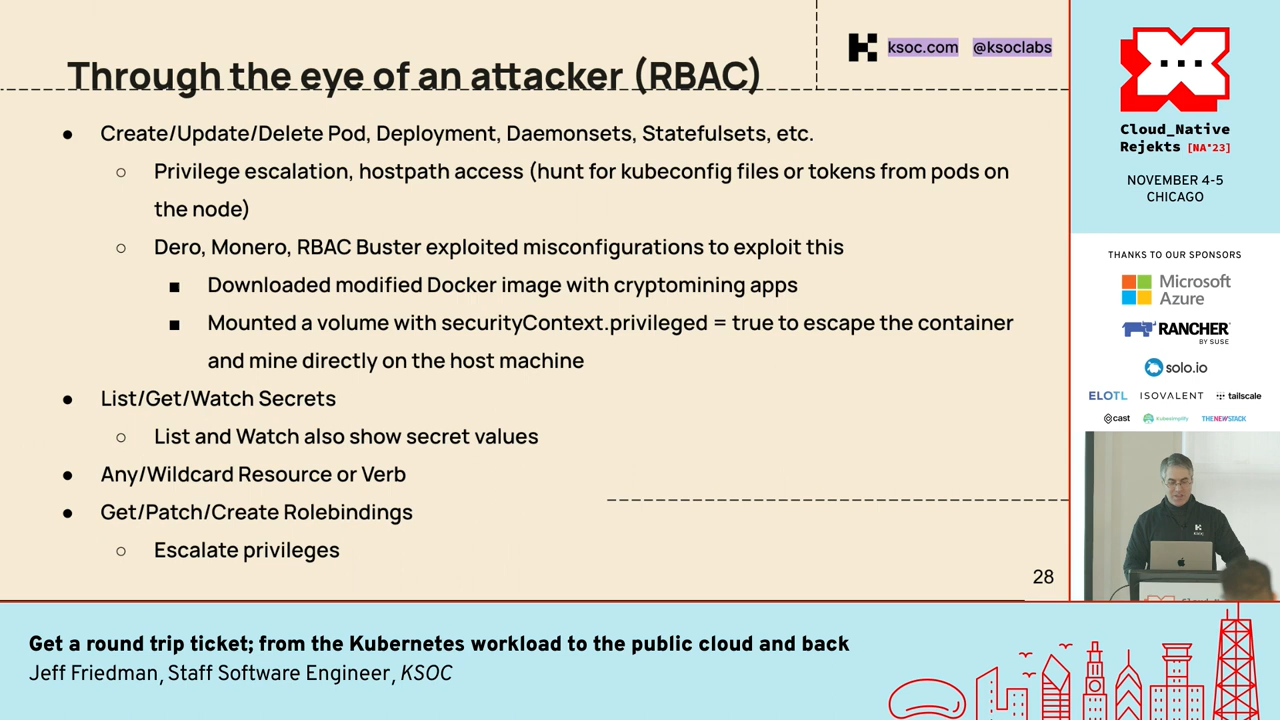 Through the eye of an attacker (RBAC)
ksoc.com @ksoclabs
● Create/Update/Delete Pod, Deployment, Daemonsets, Statefulsets, etc.
○ Privilege escalation, hostpath access (hunt for kubeconfig files or tokens from pods on
the node)
○ Dero, Monero, RBAC Buster exploited misconfigurations to exploit this
■ Downloaded modified Docker image with cryptomining apps
■ Mounted a volume with securityContext.privileged = true to escape the container
and mine directly on the host machine
● List/Get/Watch Secrets
○ List and Watch also show secret values
● Any/Wildcard Resource or Verb
● Get/Patch/Create Rolebindings
○ Escalate privileges
28
Cloud_Native
Rejekts [NA'23]
NOVEMBER 4-5
CHICAGO
THANKS TO OUR SPONSORS
Microsoft
Azure
RANCHER
BY SUSE
solo.io
ELOTL ISOVALENT tailscale
cast kubesimplify THENEWSTACK
KSOC
Get a round trip ticket; from the Kubernetes workload to the public cloud and back
Jeff Friedman, Staff Software Engineer, KSOC